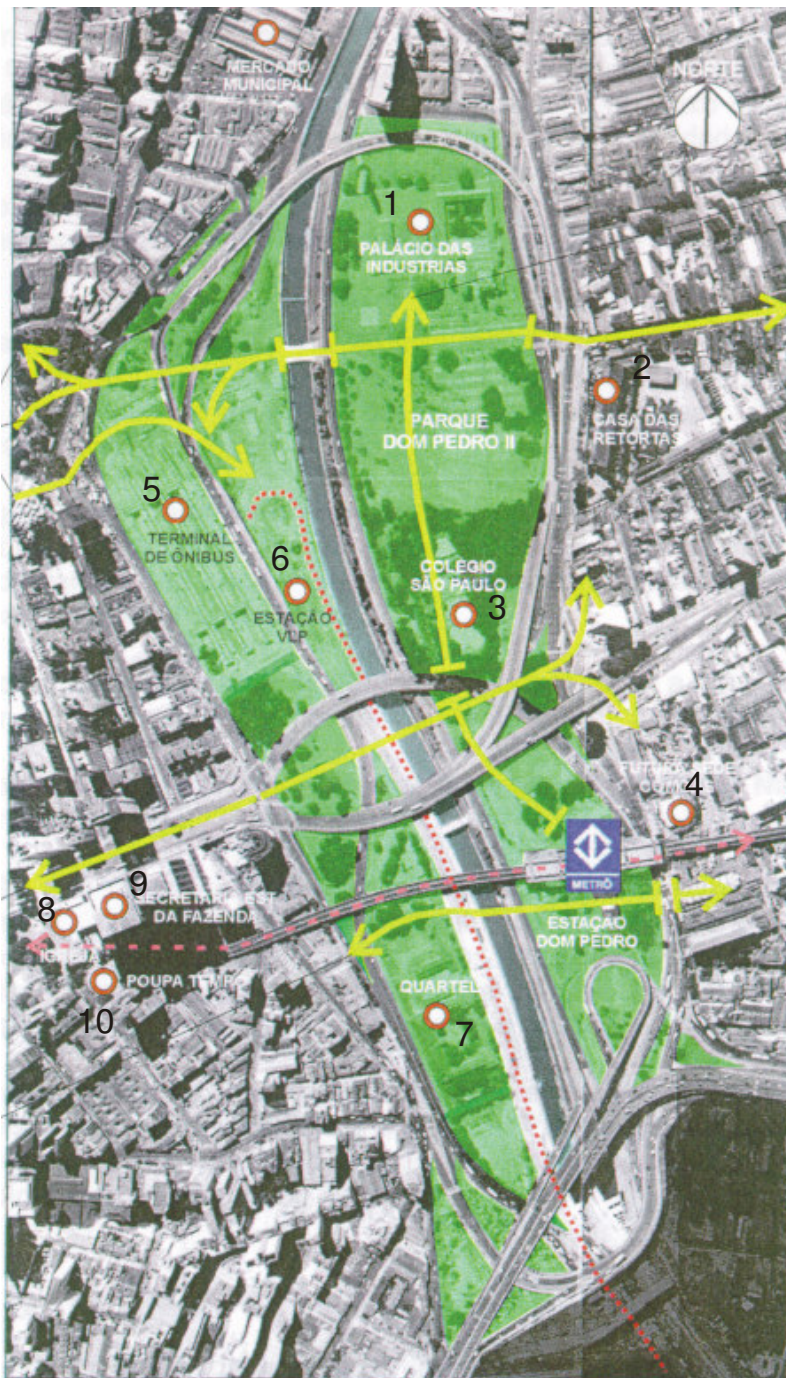 MERCADO
MUNICIPAL
NORTE
1
PALÁCIO DAS
INDUSTRIAS
2
CASA DAS
RETORTAS
PARQUE
DOM PEDRO II
5
TERMINAL
DE ÔNIBUS
6
ESTAÇÃO
VLP
COLÉGIO
SÃO PAULO
3
4
FUTURA SEDE
METRÔ
9
SECRETARIA EST.
DA FAZENDA
8
IGREJA
ESTAÇÃO
DOM PEDRO
POUPA TEMPO
10
QUARTEL
7